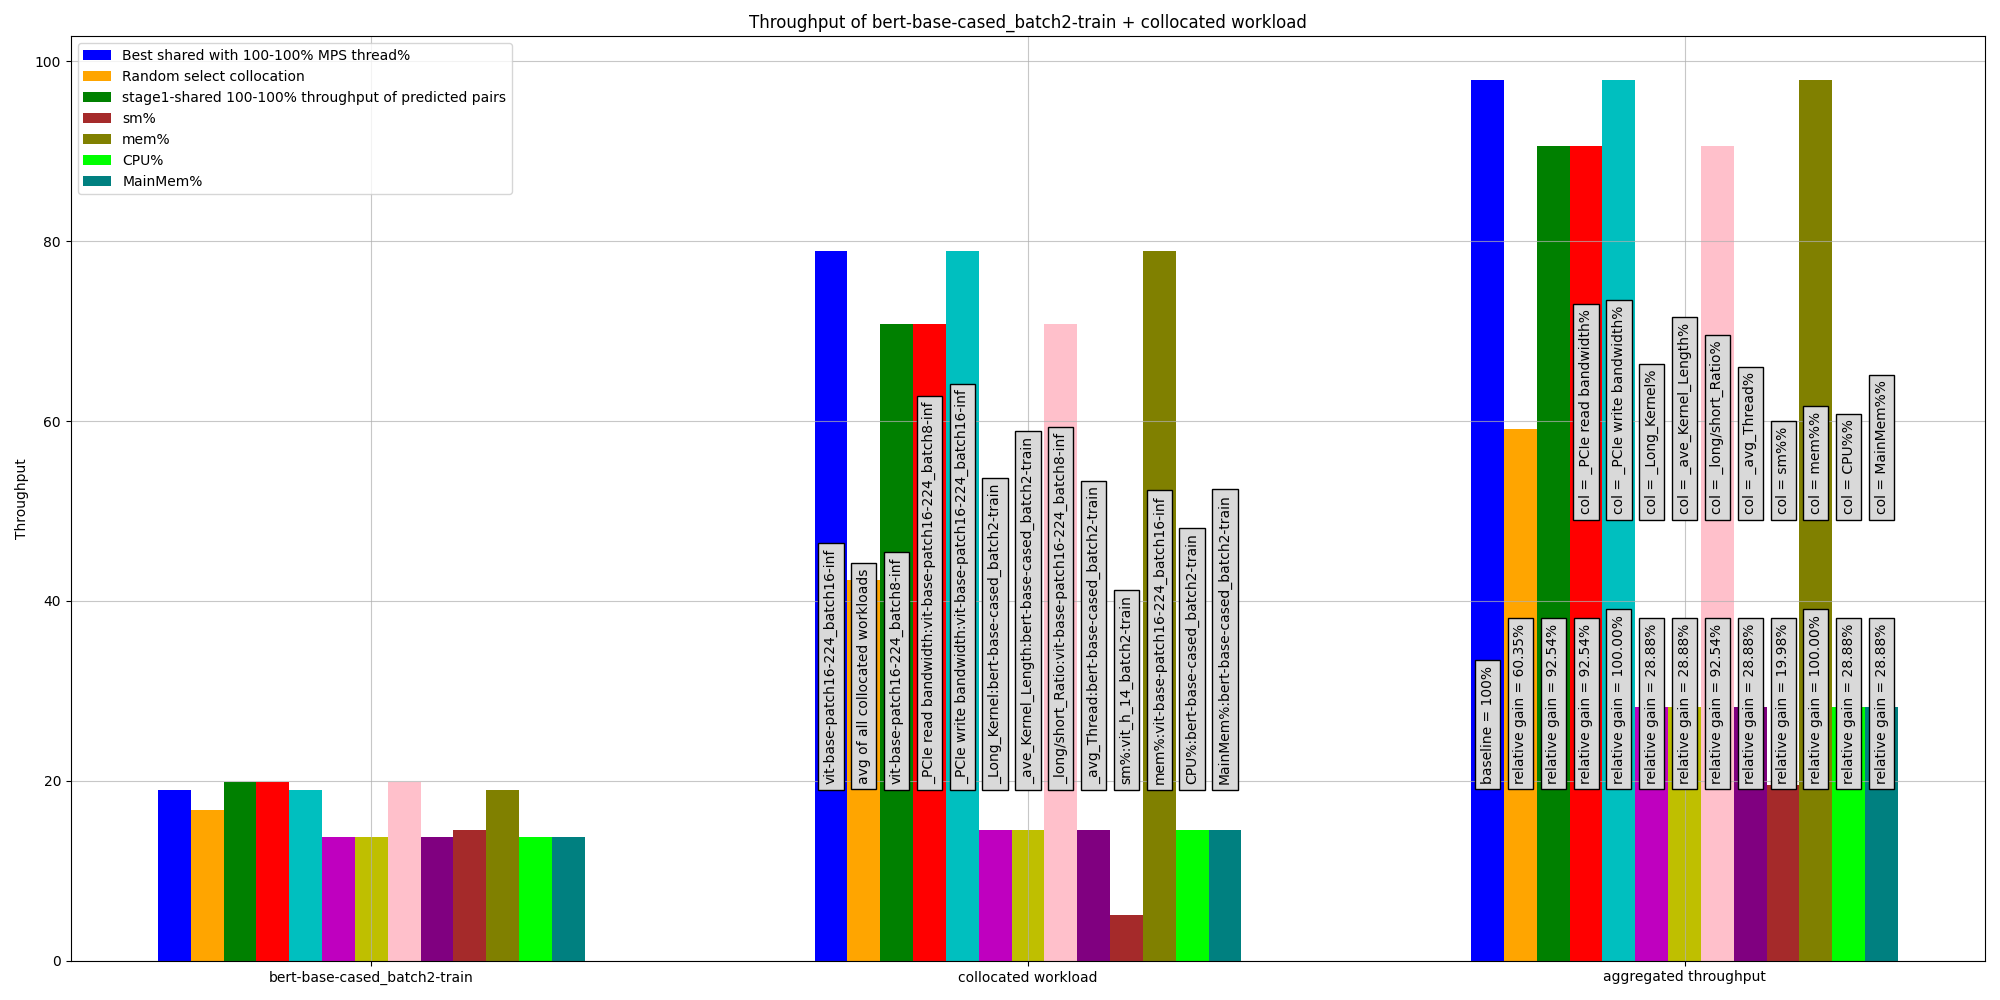 Throughput of bert-base-cased_batch2-train + collocated workload
Throughput
100
80
60
40
20
0
Best shared with 100-100% MPS thread%
Random select collocation
stage1-shared 100-100% throughput of predicted pairs
sm%
mem%
CPU%
MainMem%
vit-base-patch16-224_batch16-inf
avg of all collocated workloads
vit-base-patch16-224_batch8-inf
_PCIe read bandwidth:vit-base-patch16-224_batch8-inf
_PCIe write bandwidth:vit-base-patch16-224_batch16-inf
_Long_Kernel:bert-base-cased_batch2-train
_ave_Kernel_Length:bert-base-cased_batch2-train
_long/short_Ratio:vit-base-patch16-224_batch8-inf
_avg_Thread:bert-base-cased_batch2-train
sm%:vit_h_14_batch2-train
mem%:vit-base-patch16-224_batch16-inf
CPU%:bert-base-cased_batch2-train
MainMem%:bert-base-cased_batch2-train
col = _PCIe read bandwidth%
col = _PCIe write bandwidth%
col = _Long_Kernel%
col = _ave_Kernel_Length%
col = _long/short_Ratio%
col = _avg_Thread%
col = sm%%
col = mem%%
col = CPU%%
col = MainMem%%
baseline = 100%
relative gain = 60.35%
relative gain = 92.54%
relative gain = 92.54%
relative gain = 100.00%
relative gain = 28.88%
relative gain = 28.88%
relative gain = 92.54%
relative gain = 28.88%
relative gain = 19.98%
relative gain = 100.00%
relative gain = 28.88%
relative gain = 28.88%
bert-base-cased_batch2-train
collocated workload
aggregated throughput